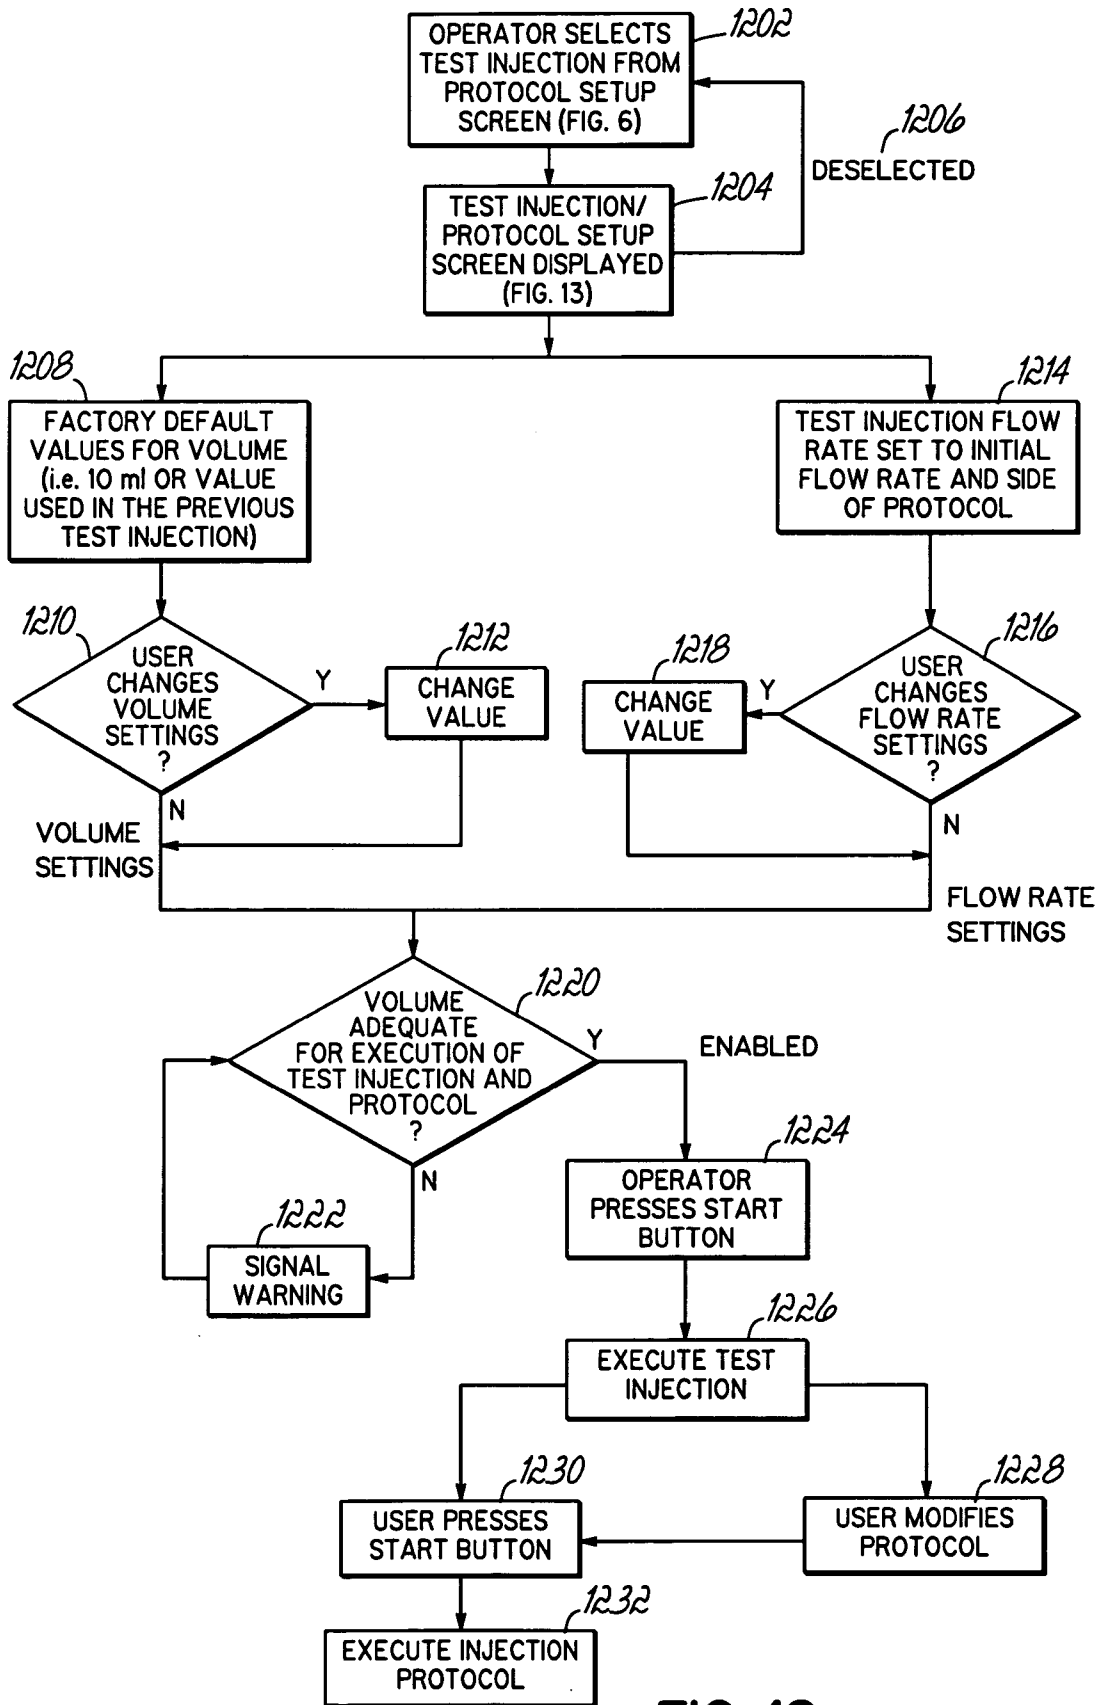 OPERATOR SELECTS
TEST INJECTION FROM
PROTOCOL SETUP
SCREEN (FIG. 6)
1202
1206
DESELECTED
TEST INJECTION/
PROTOCOL SETUP
SCREEN DISPLAYED
(FIG. 13)
1204
1208
FACTORY DEFAULT
VALUES FOR VOLUME
(i.e. 10 ml OR VALUE
USED IN THE PREVIOUS
TEST INJECTION)
1214
TEST INJECTION FLOW
RATE SET TO INITIAL
FLOW RATE AND SIDE
OF PROTOCOL
1210
USER
CHANGES
VOLUME
SETTINGS
?
Y
N
1212
CHANGE
VALUE
1218
CHANGE
VALUE
1216
USER
CHANGES
FLOW RATE
SETTINGS
?
Y
N
VOLUME
SETTINGS
FLOW RATE
SETTINGS
1220
VOLUME
ADEQUATE
FOR EXECUTION OF
TEST INJECTION AND
PROTOCOL
?
Y
ENABLED
N
1222
SIGNAL
WARNING
1224
OPERATOR
PRESSES START
BUTTON
1226
EXECUTE TEST
INJECTION
1230
USER PRESSES
START BUTTON
1228
USER MODIFIES
PROTOCOL
1232
EXECUTE INJECTION
PROTOCOL